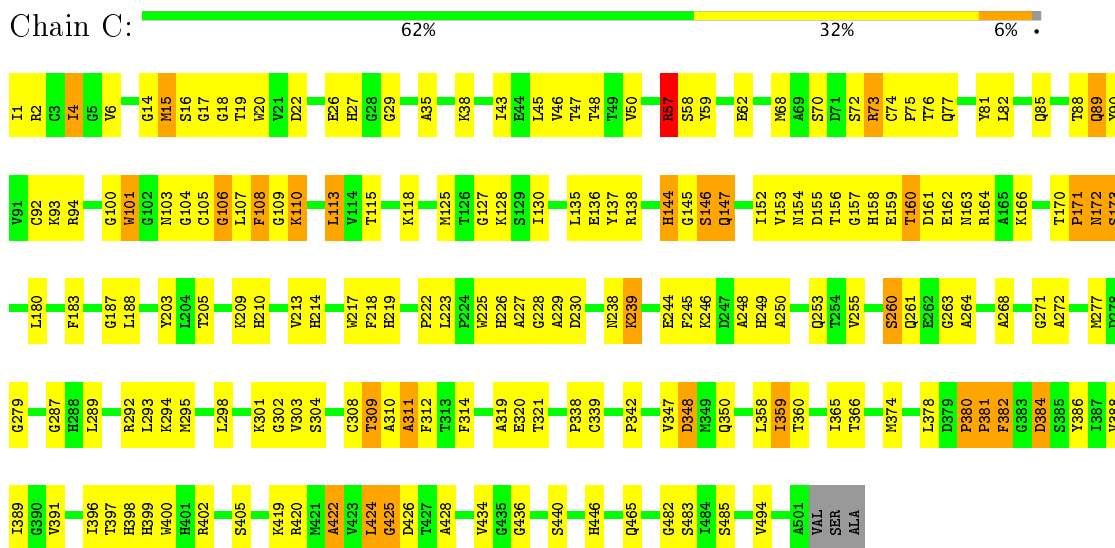 Chain C:
62% 32% 6% •
I1 R2 C3 I4 G5 V6 G14 M15 S16 G17 G18 T19 W20 V21 D22 E26 H27 G28 G29 A35 K38 I43 E44 L45 V46 T47 T48 T49 V50 R57 S58 Y59 E62 M68 A69 S70 D71 S72 R73 C74 P75 T76 Q77 Y81 L82 Q85 T88 Q89 Y90
V91 C92 K93 R94 G100 W101 G102 N103 G104 C105 G106 L107 F108 G109 K110 L113 V114 T115 K118 M125 T126 G127 K128 S129 I130 L135 E136 Y137 R138 H144 G145 S146 Q147 I152 V153 N154 D155 T156 G157 H158 E159 T160 D161 E162 N163 R164 A165 K166 T170 P171 N172 S173
L180 F183 G187 L188 Y203 L204 T205 K209 H210 V213 H214 W217 F218 H219 P222 L223 P224 W225 H226 A227 G228 A229 D230 N238 K239 E244 F245 K246 D247 A248 H249 A250 Q253 T254 V255 S260 Q261 E262 G263 A264 A268 G271 A272 M277 D278
G279 G287 H288 L289 R292 L293 K294 M295 L298 K301 G302 V303 S304 C308 T309 A310 A311 F312 T313 F314 A319 E320 T321 P338 C339 P342 V347 D348 M349 Q350 L358 I359 T360 I365 T366 M374 L378 D379 P380 P381 F382 G383 D384 S385 Y386 I387 V388
I389 G390 V391 I396 T397 H398 H399 W400 H401 R402 S405 K419 R420 M421 A422 V423 L424 G425 D426 T427 A428 V434 G435 G436 S440 H446 Q465 G482 S483 I484 S485 V494 A501 VAL SER ALA